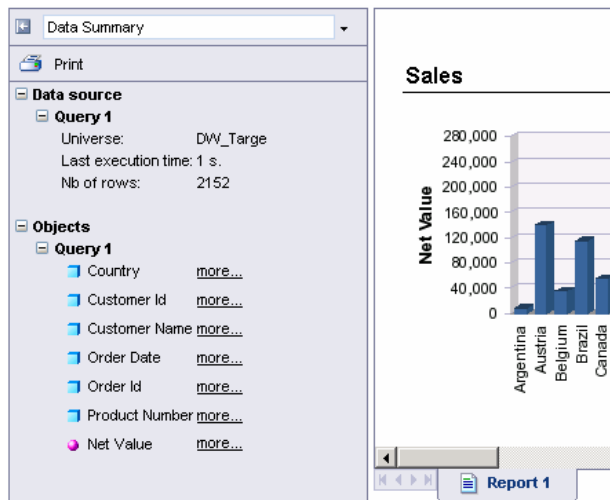 Data Summary
Print
Data source
Query 1
Universe: DW_Targe
Last execution time: 1 s.
Nb of rows: 2152
Objects
Query 1
Country more...
Customer Id more...
Customer Name more...
Order Date more...
Order Id more...
Product Number more...
Net Value more...
Sales
Net Value
280,000
240,000
200,000
160,000
120,000
80,000
40,000
0
Argentina
Austria
Belgium
Brazil
Canada
Report 1